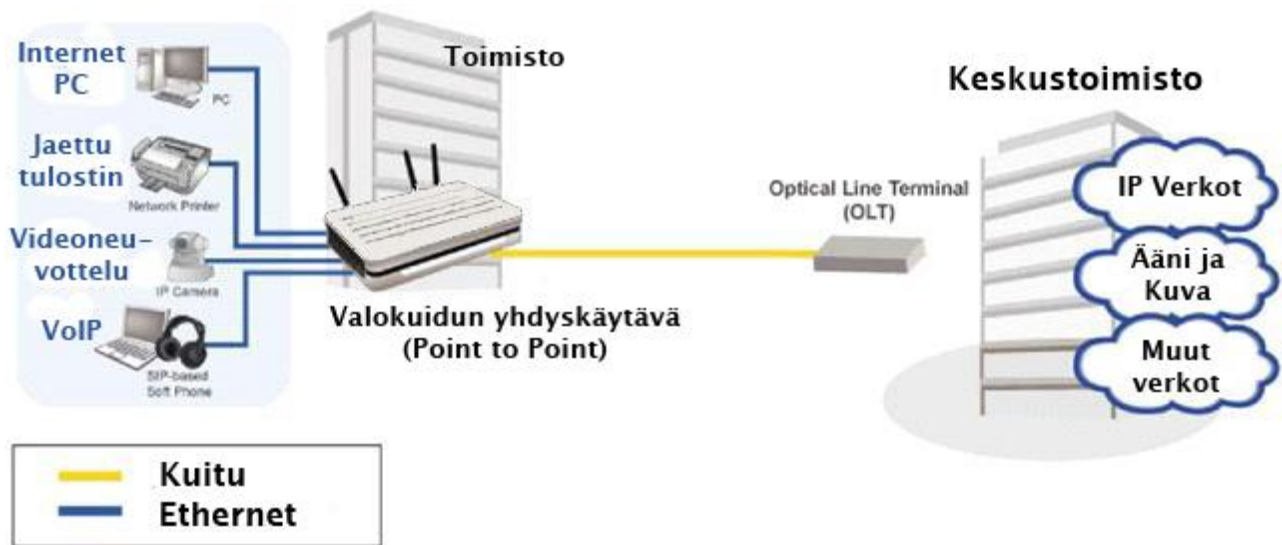 Internet
PC
PC
Jaettu
tulostin
Network Printer
Videoneu-
vottelu
IP Camera
VoIP
SIP-based
Soft Phone
Toimisto
Valokuidun yhdyskäytävä
(Point to Point)
Optical Line Terminal
(OLT)
Keskustoimisto
IP Verkot
Ääni ja
Kuva
Muut
verkot
Kuitu
Ethernet